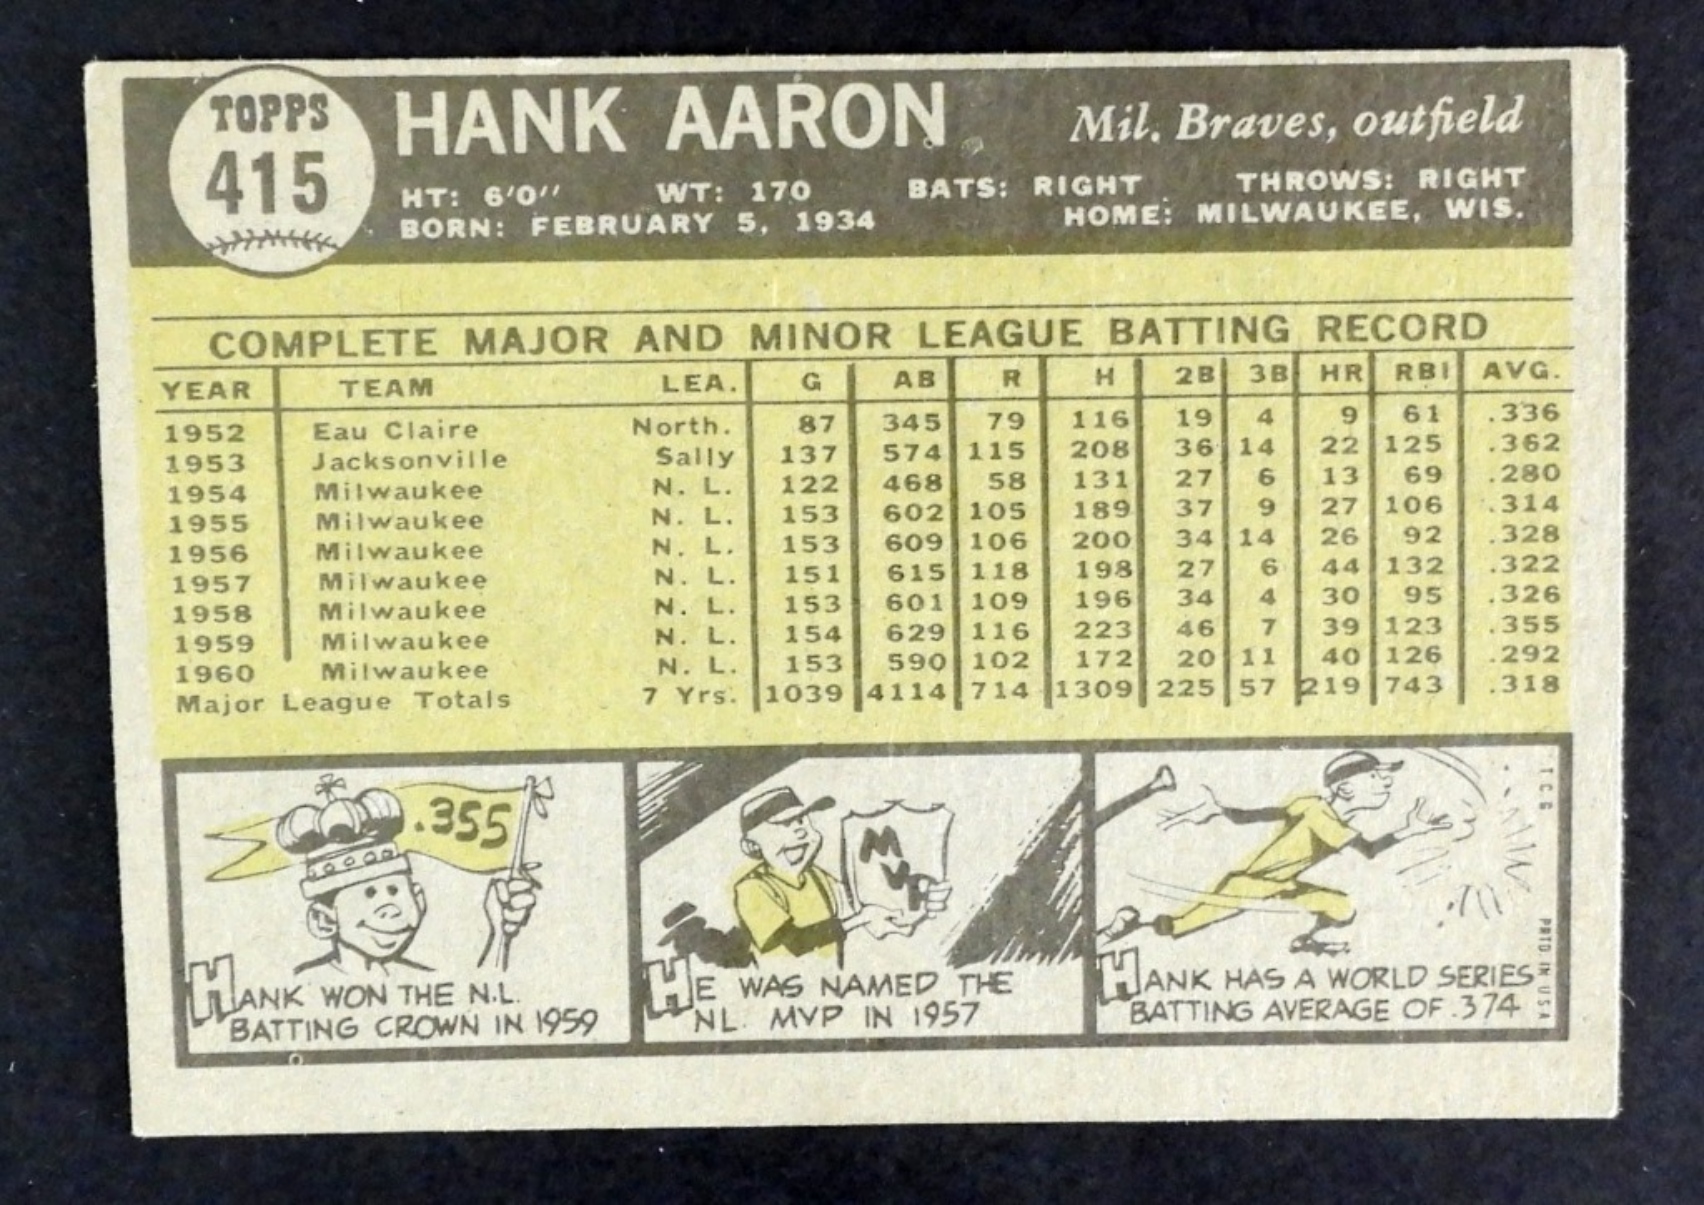 TOPPS
415
HANK AARON
Mil. Braves, outfield
HT: 6'0'' WT: 170 BATS: RIGHT THROWS: RIGHT
BORN: FEBRUARY 5, 1934 HOME: MILWAUKEE, WIS.
COMPLETE MAJOR AND MINOR LEAGUE BATTING RECORD
YEAR TEAM LEA. G AB R H 2B 3B HR RBI AVG.
1952 Eau Claire North. 87 345 79 116 19 4 9 61 .336
1953 Jacksonville Sally 137 574 115 208 36 14 22 125 .362
1954 Milwaukee N. L. 122 468 58 131 27 6 13 69 .280
1955 Milwaukee N. L. 153 602 105 189 37 9 27 106 .314
1956 Milwaukee N. L. 153 609 106 200 34 14 26 92 .328
1957 Milwaukee N. L. 151 615 118 198 27 6 44 132 .322
1958 Milwaukee N. L. 153 601 109 196 34 4 30 95 .326
1959 Milwaukee N. L. 154 629 116 223 46 7 39 123 .355
1960 Milwaukee N. L. 153 590 102 172 20 11 40 126 .292
Major League Totals 7 Yrs. 1039 4114 714 1309 225 57 219 743 .318
.355
HANK WON THE N.L.
BATTING CROWN IN 1959
MVP
HE WAS NAMED THE
NL. MVP IN 1957
HANK HAS A WORLD SERIES
BATTING AVERAGE OF .374
T.C.G.
PRTD. IN U.S.A.